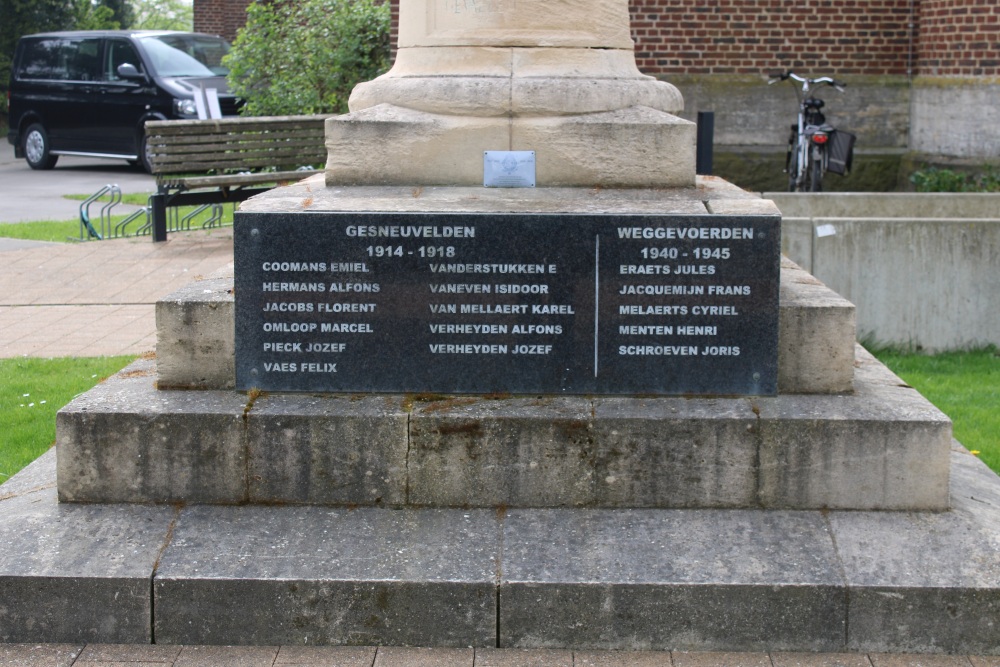 GESNEUVELDEN
1914 - 1918
COOMANS EMIEL
HERMANS ALFONS
JACOBS FLORENT
OMLOOP MARCEL
PIECK JOZEF
VAES FELIX
VANDERSTUKKEN E
VANEVEN ISIDOOR
VAN MELLAERT KAREL
VERHEYDEN ALFONS
VERHEYDEN JOZEF
WEGGEVOERDEN
1940 - 1945
ERAETS JULES
JACQUEMIJN FRANS
MELAERTS CYRIEL
MENTEN HENRI
SCHROEVEN JORIS